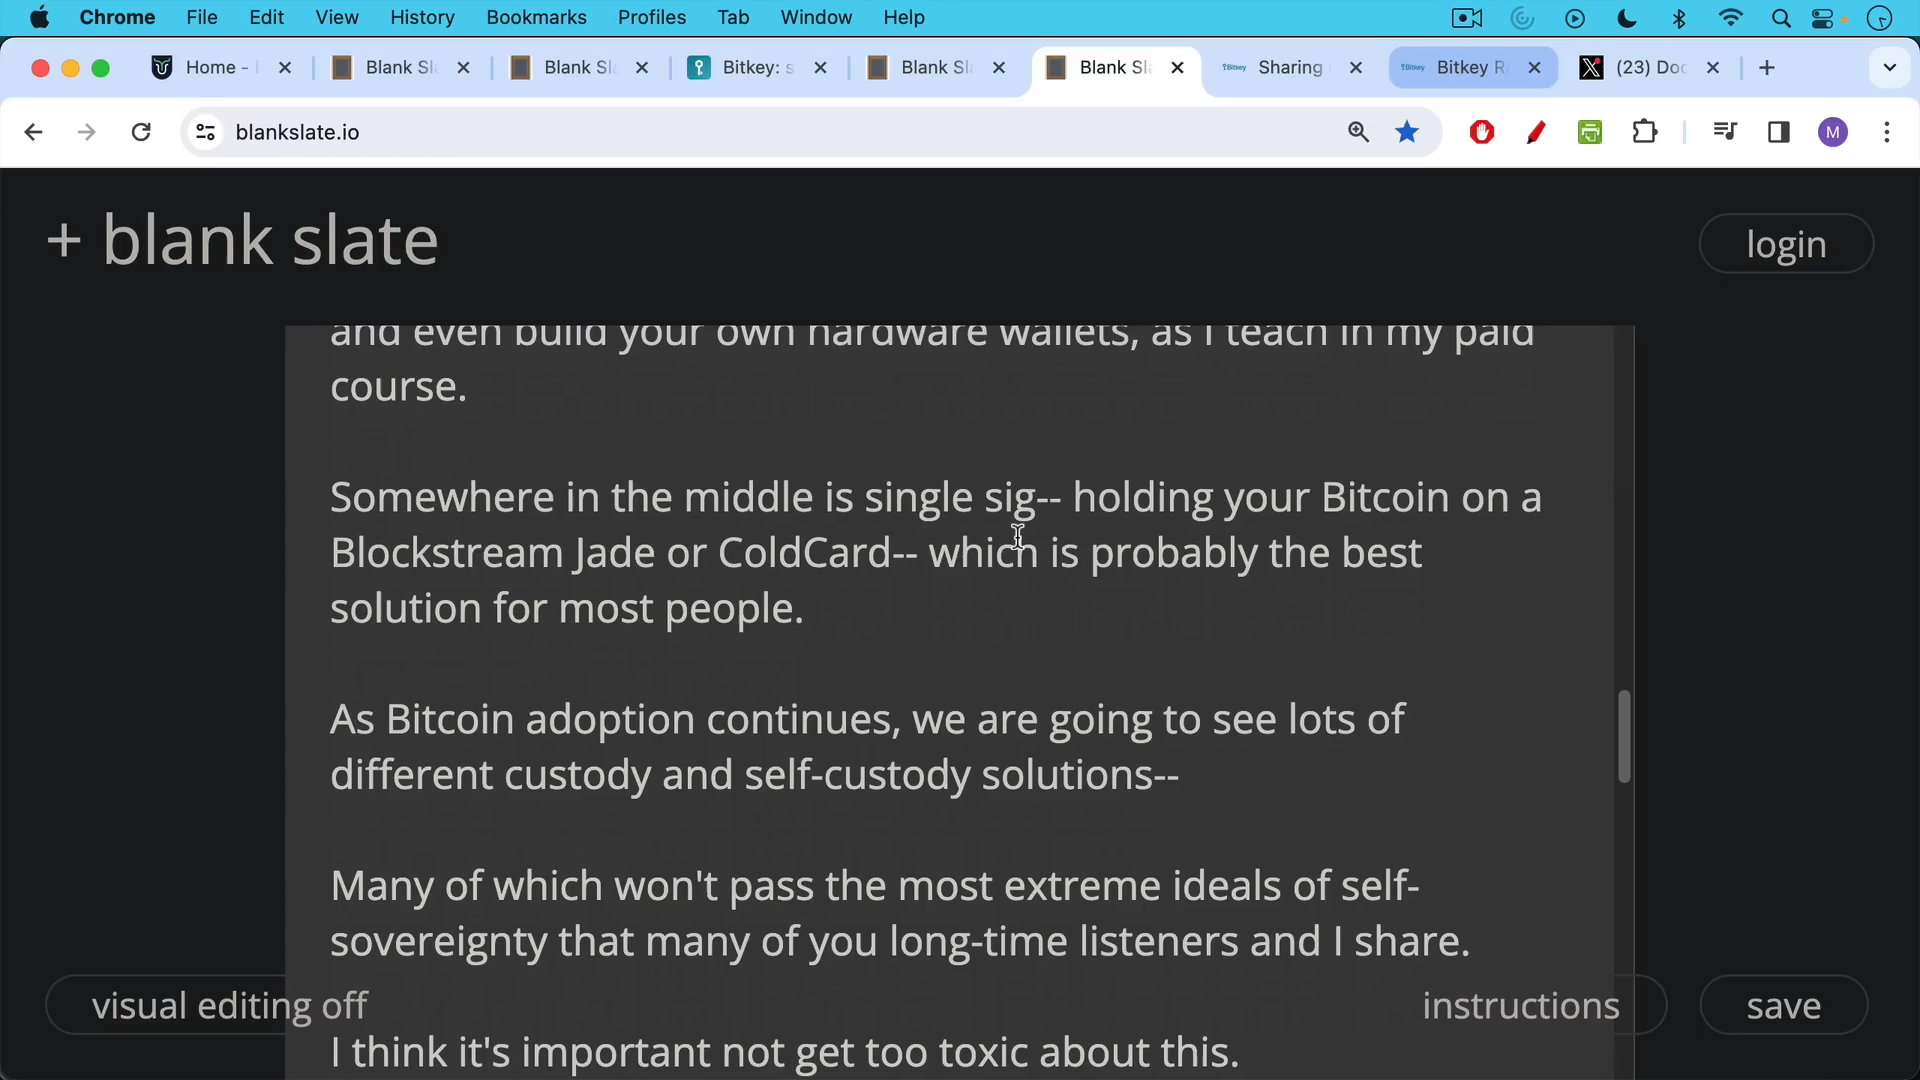 Chrome File Edit View History Bookmarks Profiles Tab Window Help
Home - Blank Sla Blank Sla Bitkey: s Blank Sla Blank Sla Sharing Bitkey R (23) Doc
blankslate.io M
+ blank slate login
and even build your own hardware wallets, as I teach in my paid
course.
Somewhere in the middle is single sig-- holding your Bitcoin on a
Blockstream Jade or ColdCard-- which is probably the best
solution for most people.
As Bitcoin adoption continues, we are going to see lots of
different custody and self-custody solutions--
Many of which won't pass the most extreme ideals of self-
sovereignty that many of you long-time listeners and I share.
visual editing off instructions save
I think it's important not get too toxic about this.